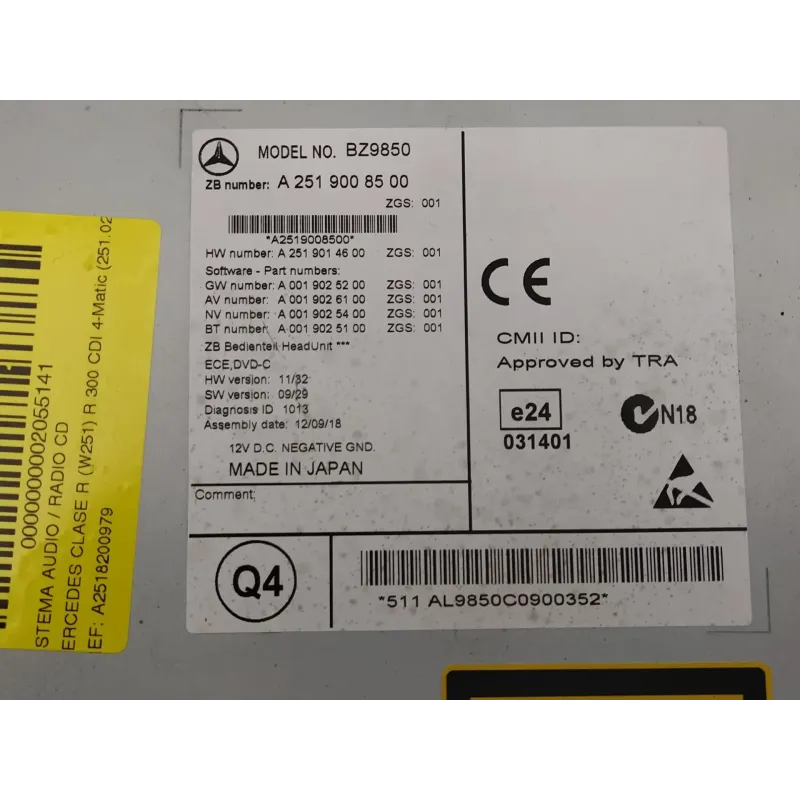 MODEL NO. BZ9850
ZB number: A 251 900 85 00
ZGS: 001
*A2519008500*
HW number: A 251 901 46 00 ZGS: 001
Software - Part numbers:
GW number: A 001 902 52 00 ZGS: 001
AV number: A 001 902 61 00 ZGS: 001
NV number: A 001 902 54 00 ZGS: 001
BT number: A 001 902 51 00 ZGS: 001
ZB Bedienteil HeadUnit ***
ECE,DVD-C
HW version: 11/32
SW version: 09/29
Diagnosis ID 1013
Assembly date: 12/09/18
12V D.C. NEGATIVE GND.
MADE IN JAPAN
Comment;
CE
CMII ID:
Approved by TRA
e24
031401
N18
Q4
*511 AL9850C0900352*
0000000002055141
STEMA AUDIO / RADIO CD
ERCEDES CLASE R (W251) R 300 CDI 4-Matic (251.02
EF: A2518200979